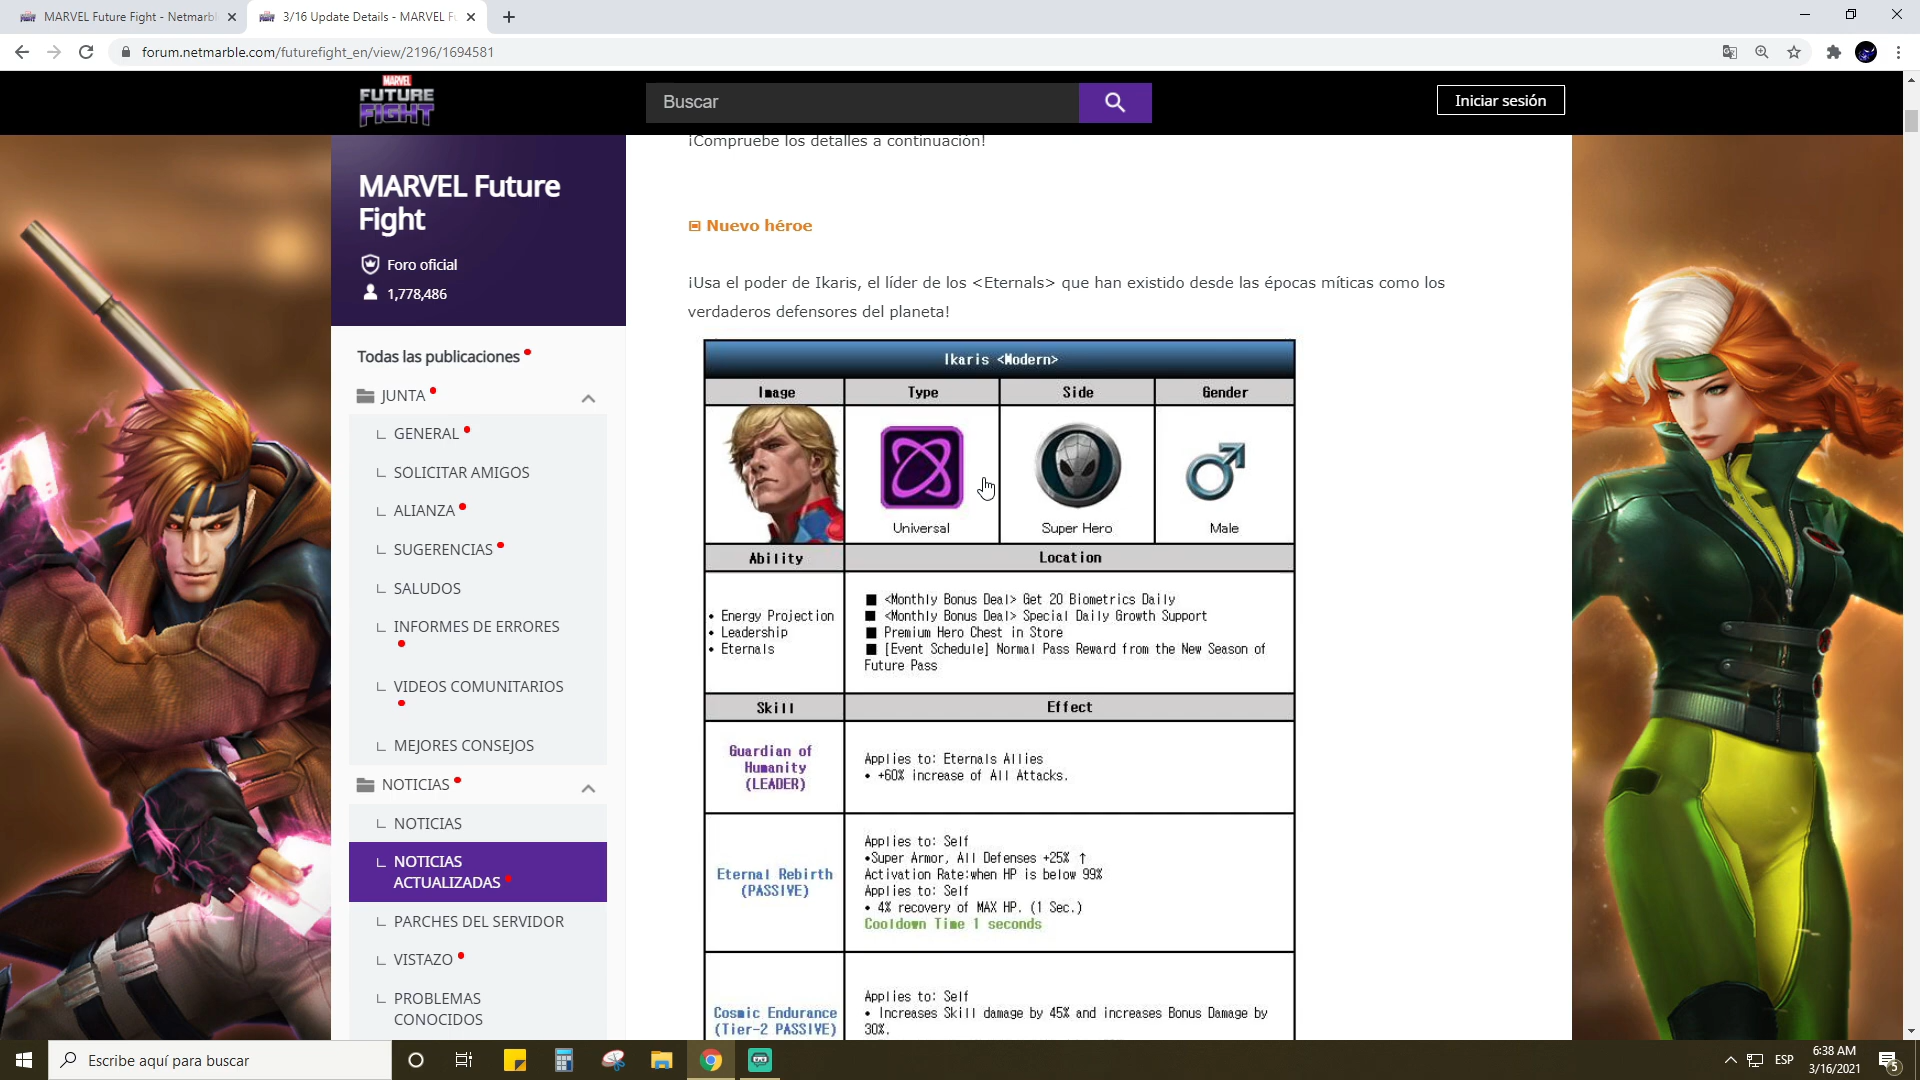 MARVEL Future Fight - Netmarbl
3/16 Update Details - MARVEL Fu
forum.netmarble.com/futurefight_en/view/2196/1694581
MARVEL
FUTURE
FIGHT
Buscar
Iniciar sesión
MARVEL Future
Fight
Foro oficial
1,778,486
Todas las publicaciones
JUNTA
GENERAL
SOLICITAR AMIGOS
ALIANZA
SUGERENCIAS
SALUDOS
INFORMES DE ERRORES
VIDEOS COMUNITARIOS
MEJORES CONSEJOS
NOTICIAS
NOTICIAS
NOTICIAS
ACTUALIZADAS
PARCHES DEL SERVIDOR
VISTAZO
PROBLEMAS
CONOCIDOS
¡Compruebe los detalles a continuación!
Nuevo héroe
¡Usa el poder de Ikaris, el líder de los <Eternals> que han existido desde las épocas míticas como los
verdaderos defensores del planeta!
Ikaris <Modern>
Image Type Side Gender
Universal Super Hero Male
Ability Location
• Energy Projection
• Leadership
• Eternals
■ <Monthly Bonus Deal> Get 20 Biometrics Daily
■ <Monthly Bonus Deal> Special Daily Growth Support
■ Premium Hero Chest in Store
■ [Event Schedule] Normal Pass Reward from the New Season of
Future Pass
Skill Effect
Guardian of
Humanity
(LEADER)
Applies to: Eternals Allies
• +60% increase of All Attacks.
Eternal Rebirth
(PASSIVE)
Applies to: Self
•Super Armor, All Defenses +25% ↑
Activation Rate:when HP is below 99%
Applies to: Self
• 4% recovery of MAX HP. (1 Sec.)
Cooldown Time 1 seconds
Cosmic Endurance
(Tier-2 PASSIVE)
Applies to: Self
• Increases Skill damage by 45% and increases Bonus Damage by
30%.
Escribe aquí para buscar
ESP
6:38 AM
3/16/2021
5